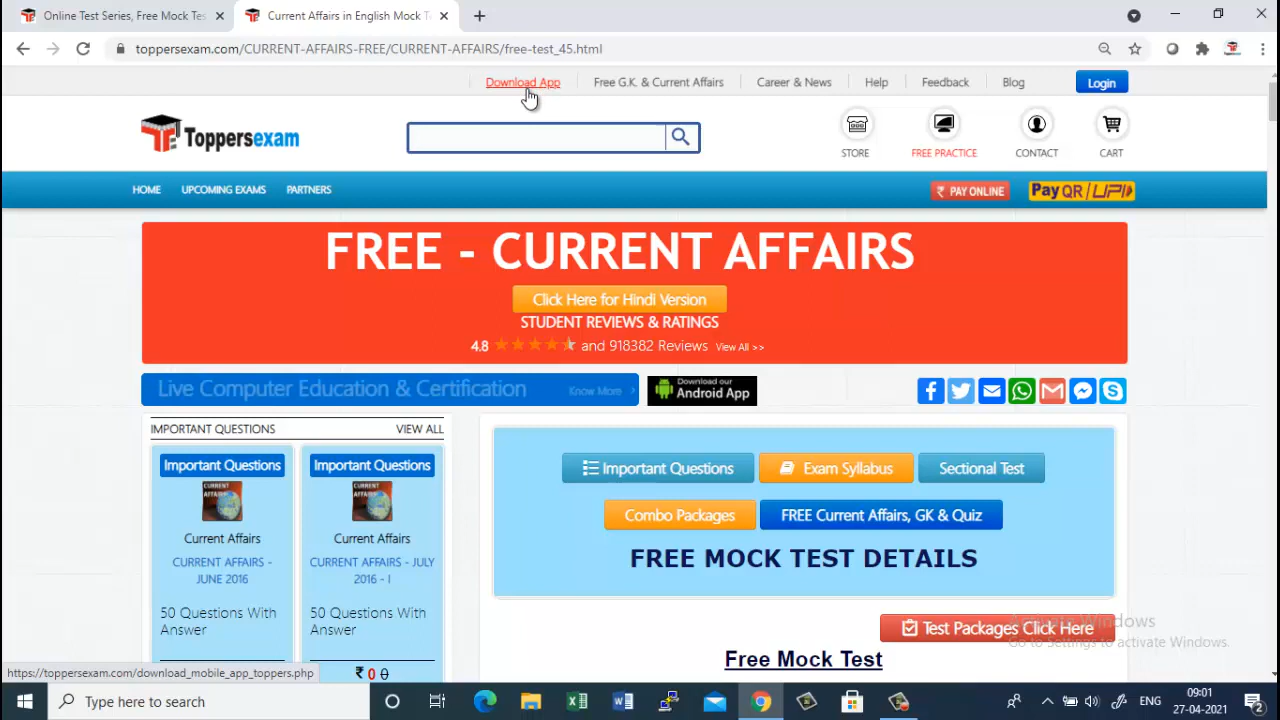 Online Test Series, Free Mock Tes
Current Affairs in English Mock T
toppersexam.com/CURRENT-AFFAIRS-FREE/CURRENT-AFFAIRS/free-test_45.html
Download App
Free G.K. & Current Affairs
Career & News
Help
Feedback
Blog
Login
Toppersexam
STORE
FREE PRACTICE
CONTACT
CART
HOME
UPCOMING EXAMS
PARTNERS
₹ PAY ONLINE
Pay QR / UPI
FREE - CURRENT AFFAIRS
Click Here for Hindi Version
STUDENT REVIEWS & RATINGS
4.8 and 918382 Reviews View All >>
Live Computer Education & Certification
Know More >
Download our
Android App
IMPORTANT QUESTIONS
VIEW ALL
Important Questions
CURRENT AFFAIRS
Current Affairs
CURRENT AFFAIRS -
JUNE 2016
50 Questions With
Answer
₹ 0 0
Important Questions
CURRENT AFFAIRS
Current Affairs
CURRENT AFFAIRS - JULY
2016 - I
50 Questions With
Answer
Important Questions
Exam Syllabus
Sectional Test
Combo Packages
FREE Current Affairs, GK & Quiz
FREE MOCK TEST DETAILS
Test Packages Click Here
Free Mock Test
Activate Windows
Go to Settings to activate Windows.
https://toppersexam.com/download_mobile_app_toppers.php
Type here to search
ENG
09:01
27-04-2021
2